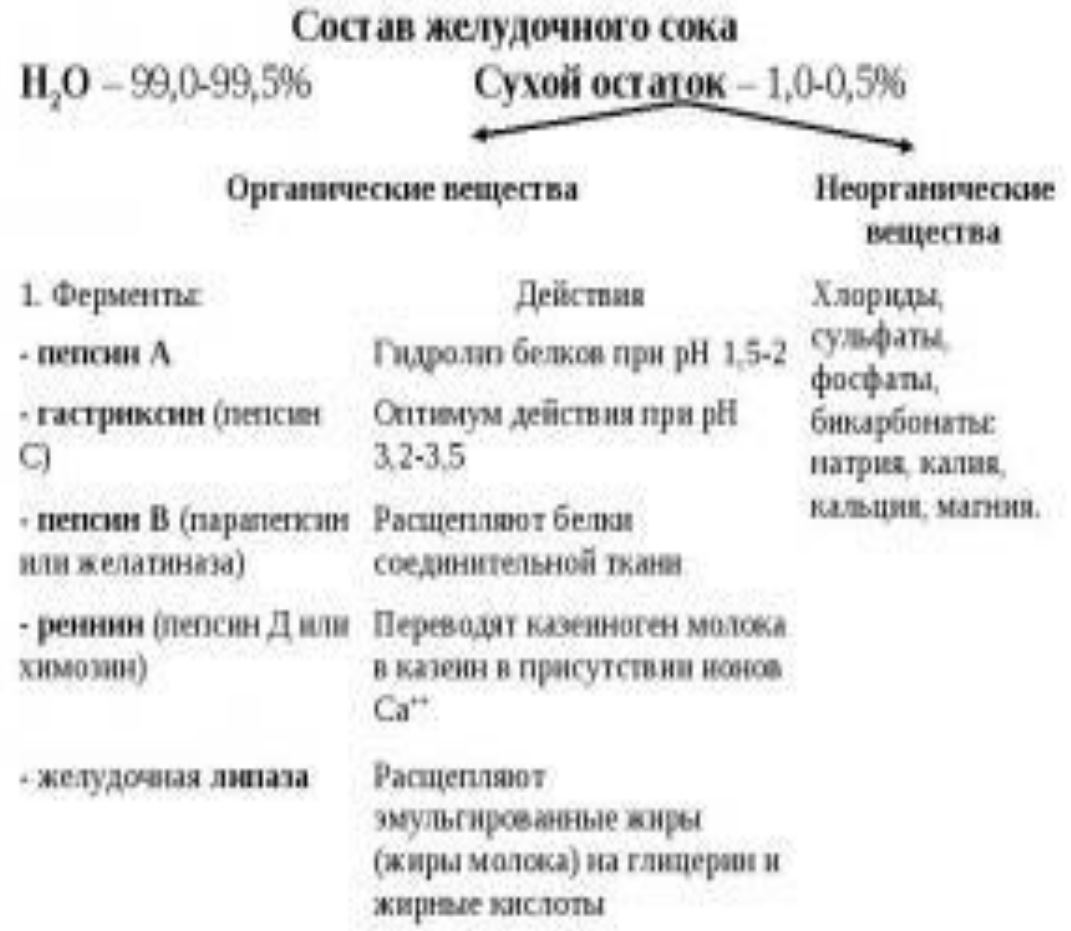 Состав желудочного сока
H₂O – 99,0-99,5% Сухой остаток – 1,0-0,5%
Органические вещества
Неорганические
вещества
1. Ферменты: Действия
- пепсин А Гидролиз белков при pH 1,5-2
- гастриксин (пепсин
С)
Оптимум действия при pH
3,2-3,5
- пепсин В (парапепсин
или желатиназа)
Расщепляют белки
соединительной ткани
- реннин (пепсин Д или
химозин)
Переводят казеиноген молока
в казеин в присутствии ионов
Ca⁺⁺
- желудочная липаза
Расщепляют
эмульгированные жиры
(жиры молока) на глицерин и
жирные кислоты
Хлориды,
сульфаты,
фосфаты,
бикарбонаты:
натрия, калия,
кальция, магния.